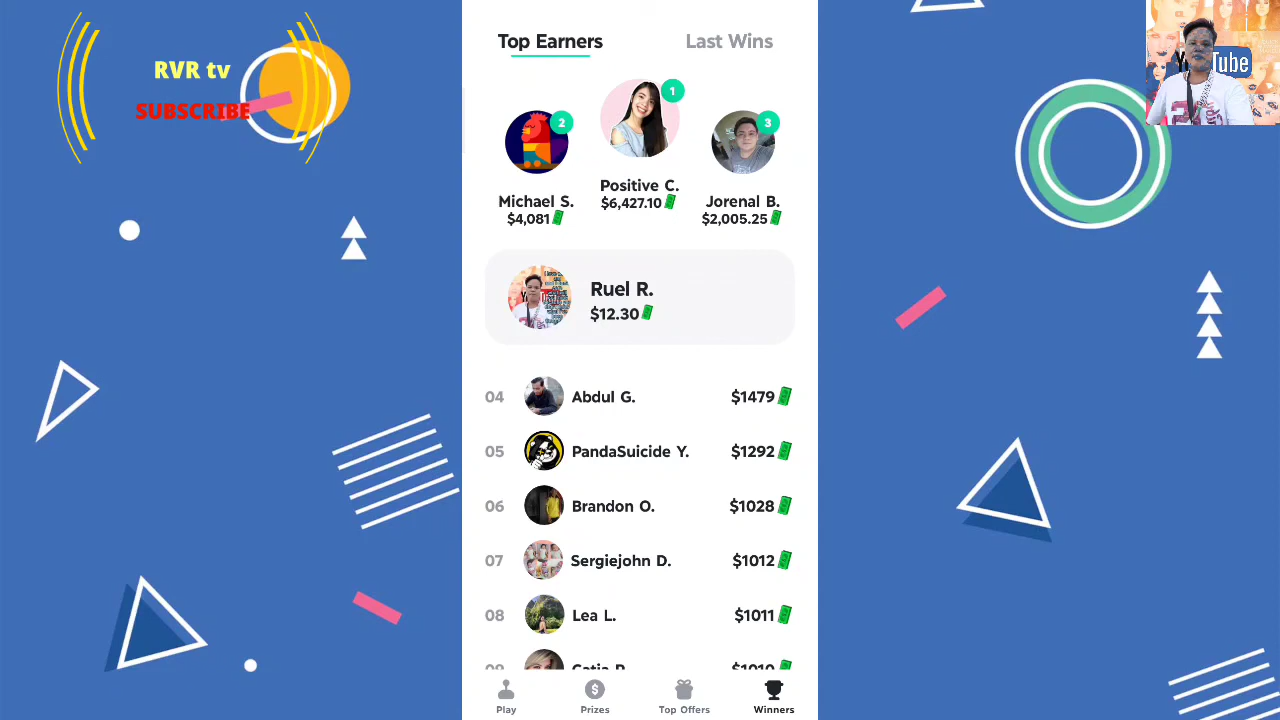 RVR tv
SUBSCRIBE
Top Earners
Last Wins
1
2
3
Positive C.
$6,427.10
Michael S.
$4,081
Jorenal B.
$2,005.25
Ruel R.
$12.30
04 Abdul G. $1479
05 PandaSuicide Y. $1292
06 Brandon O. $1028
07 Sergiejohn D. $1012
08 Lea L. $1011
09 $1010
Play
Prizes
Top Offers
Winners